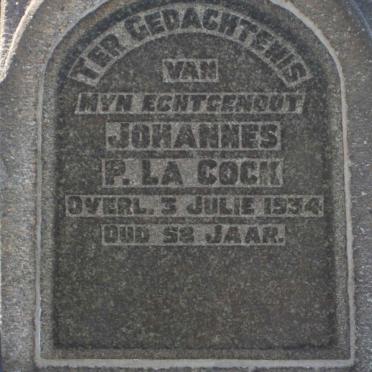 TER GEDACHTENIS
VAN
MYN ECHTGENOOT
JOHANNES
P. LA COCK
OVERL. 3 JULIE 1934
OUD 58 JAAR.